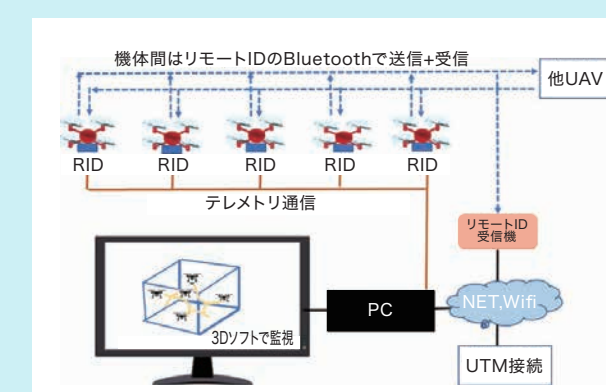 機体間はリモートIDのBluetoothで送信+受信
他UAV
RID
RID
RID
RID
RID
テレメトリ通信
リモートID
受信機
3Dソフトで監視
PC
NET,Wifi
UTM接続